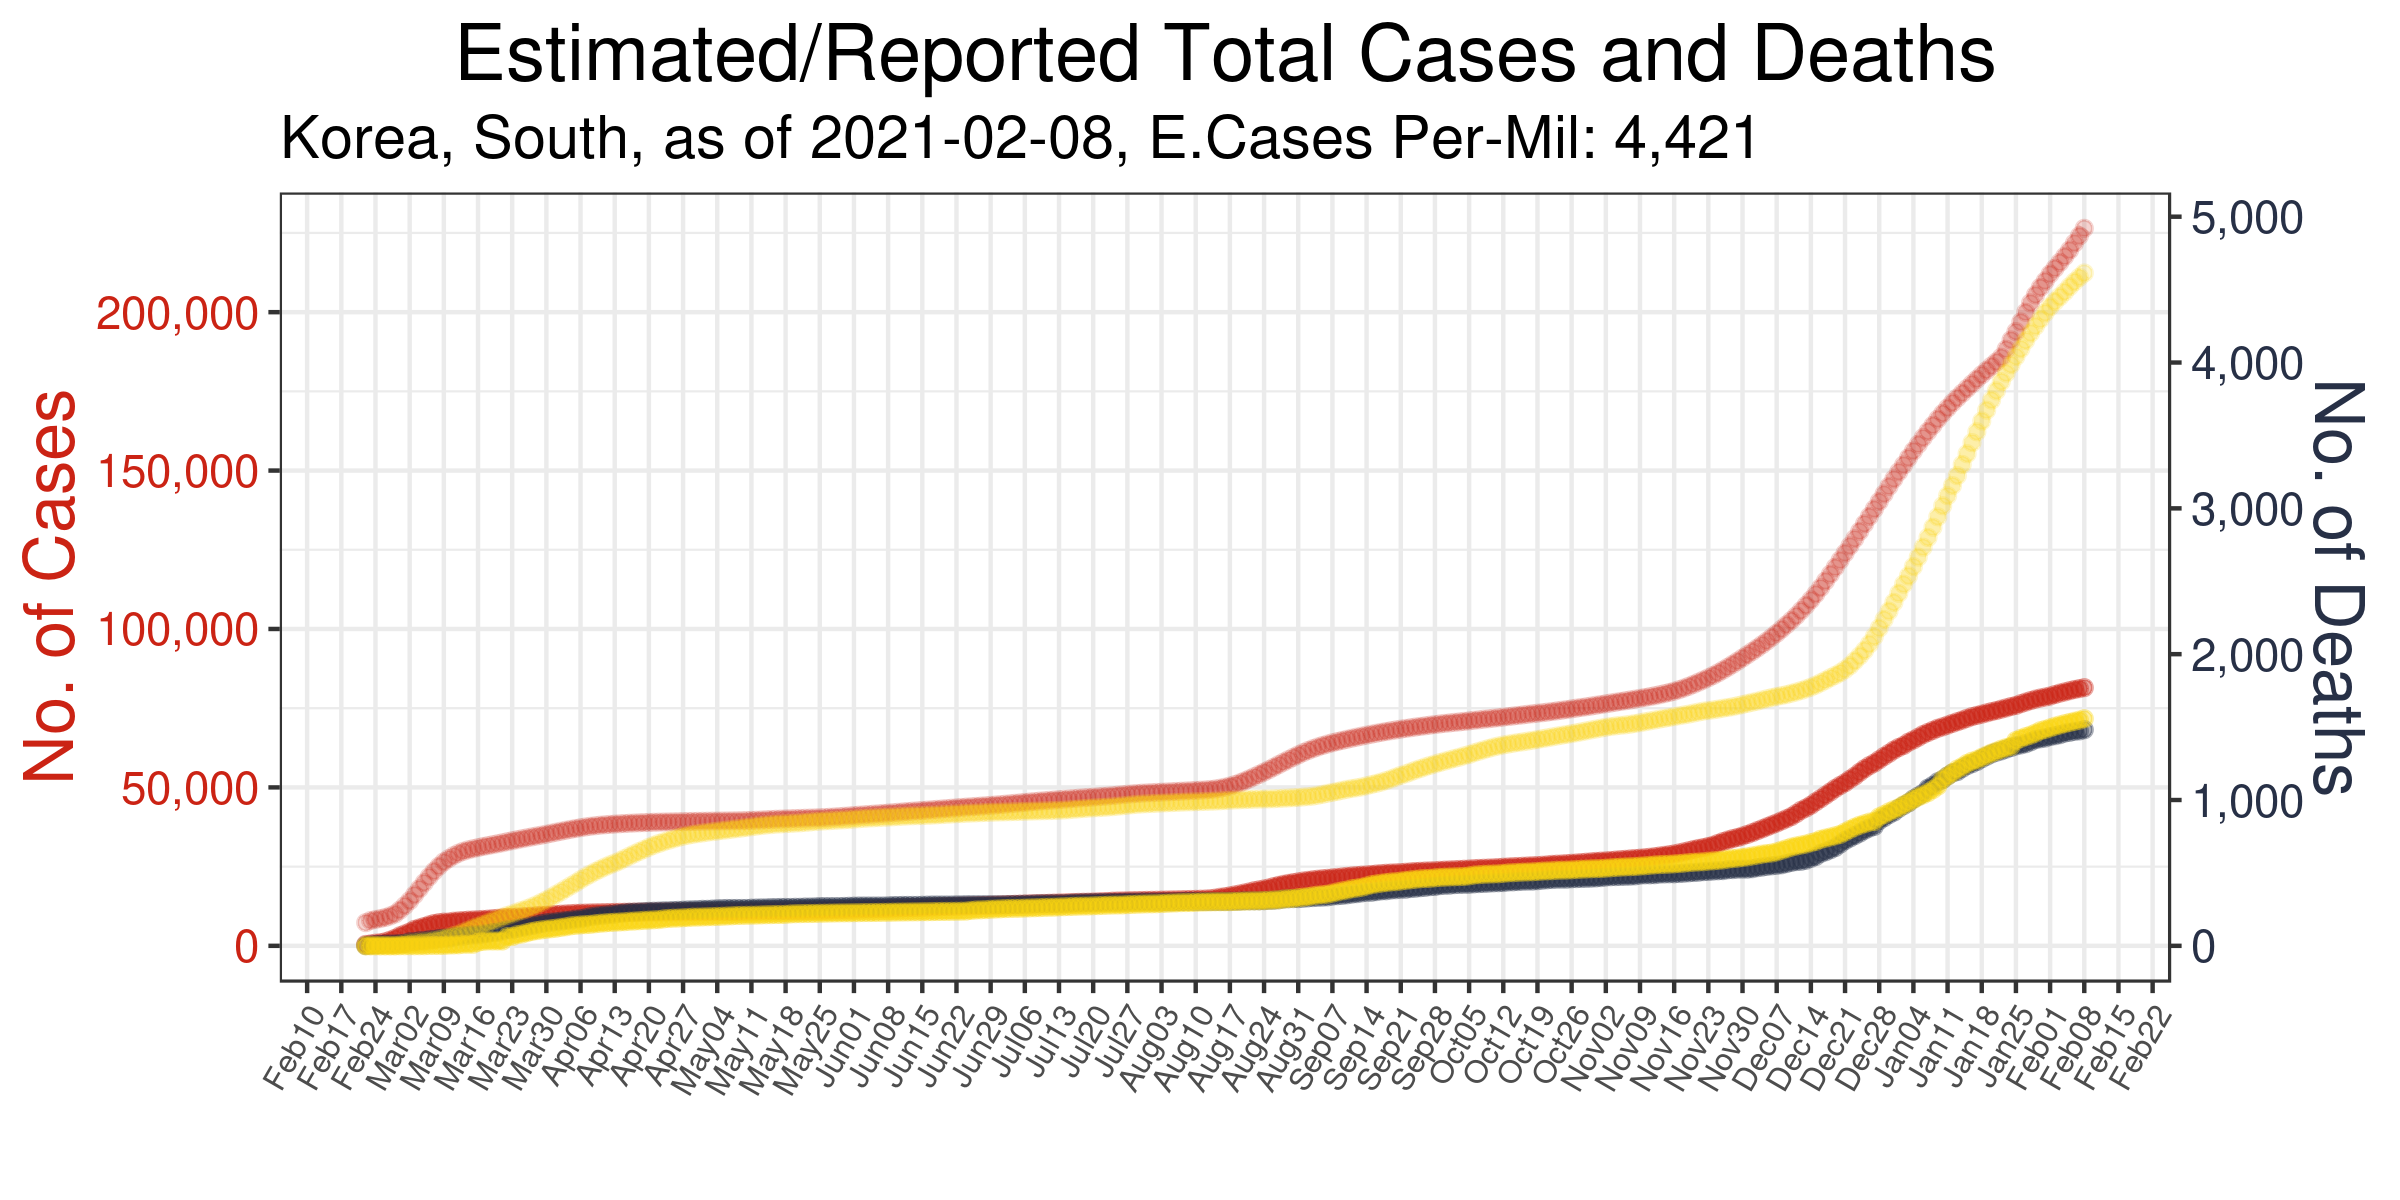 Estimated/Reported Total Cases and Deaths
Korea, South, as of 2021-02-08, E.Cases Per-Mil: 4,421
No. of Cases
200,000
150,000
100,000
50,000
0
5,000
4,000
3,000
2,000
1,000
0
No. of Deaths
Feb10
Feb17
Feb24
Mar02
Mar09
Mar16
Mar23
Mar30
Apr06
Apr13
Apr20
Apr27
May04
May11
May18
May25
Jun01
Jun08
Jun15
Jun22
Jun29
Jul06
Jul13
Jul20
Jul27
Aug03
Aug10
Aug17
Aug24
Aug31
Sep07
Sep14
Sep21
Sep28
Oct05
Oct12
Oct19
Oct26
Nov02
Nov09
Nov16
Nov23
Nov30
Dec07
Dec14
Dec21
Dec28
Jan04
Jan11
Jan18
Jan25
Feb01
Feb08
Feb15
Feb22